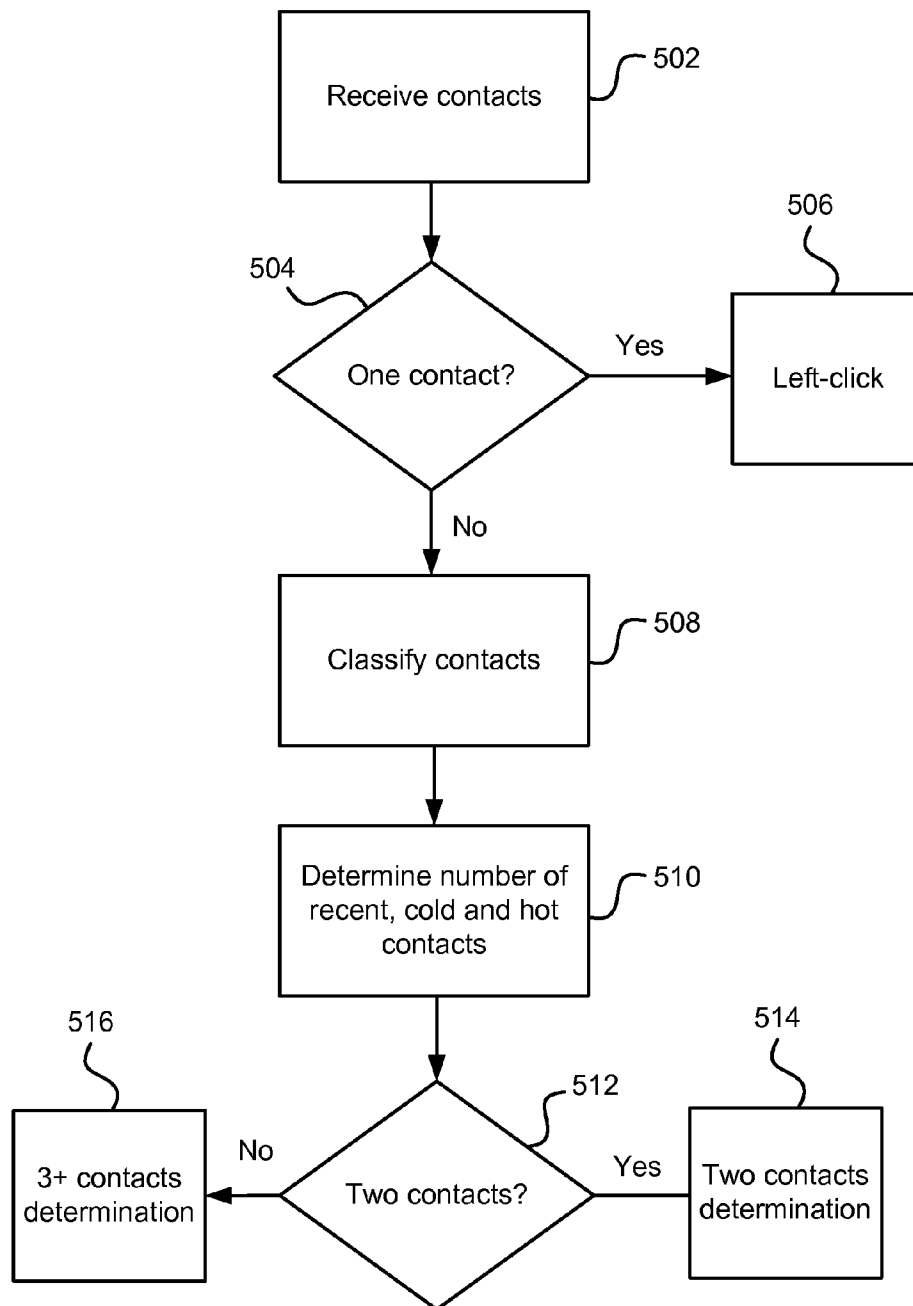 Receive contacts
502
504
One contact?
Yes
506
Left-click
No
Classify contacts
508
Determine number of
recent, cold and hot
contacts
510
516
3+ contacts
determination
No
Two contacts?
512
Yes
514
Two contacts
determination